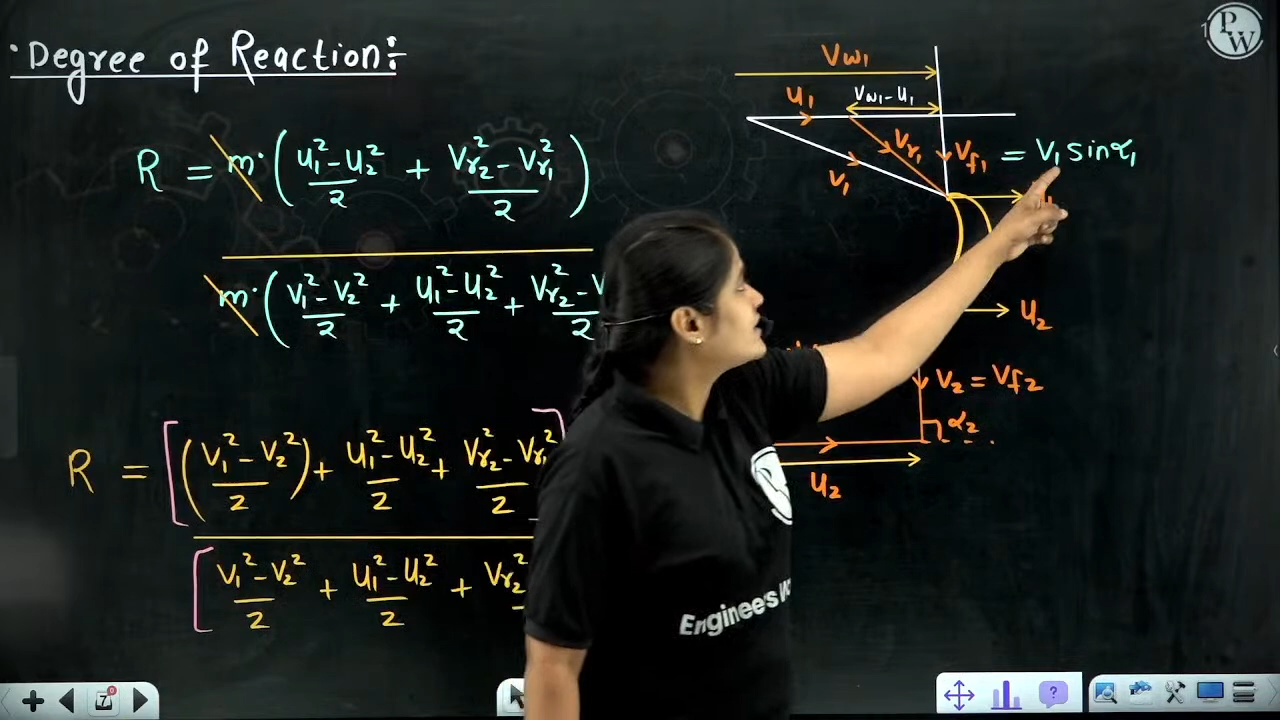 • Degree of Reaction:-
R = ṁ (u₁² - u₂²/2 + Vr₂² - Vr₁²/2)
ṁ (V₁² - V₂²/2 + u₁² - u₂²/2 + Vr₂² - V
R = [(V₁² - V₂²/2) + u₁² - u₂²/2 + Vr₂² - Vr₁²/2]
[V₁² - V₂²/2 + u₁² - u₂²/2 + Vr₂
Vw₁
u₁
Vw₁-u₁
Vr₁
Vf₁ = V₁ sinα₁
V₁
u₂
V₂ = Vf2
α₂
u₂
PW
Engineers W
7